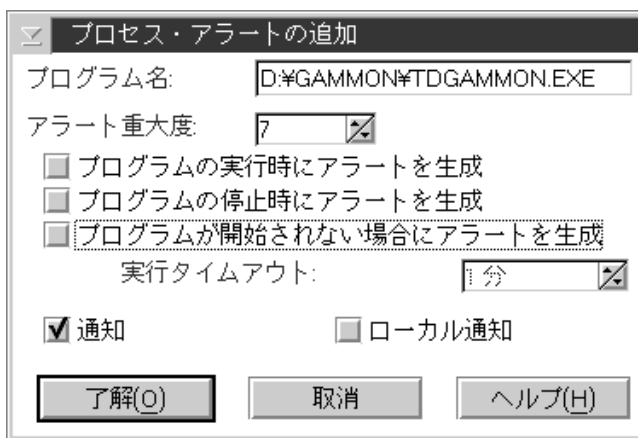 プロセス・アラートの追加
プログラム名: D:¥GAMMON¥TDGAMMON.EXE
アラート重大度: 7
プログラムの実行時にアラートを生成
プログラムの停止時にアラートを生成
プログラムが開始されない場合にアラートを生成
実行タイムアウト: 1 分
通知 ローカル通知
了解(O) 取消 ヘルプ(H)